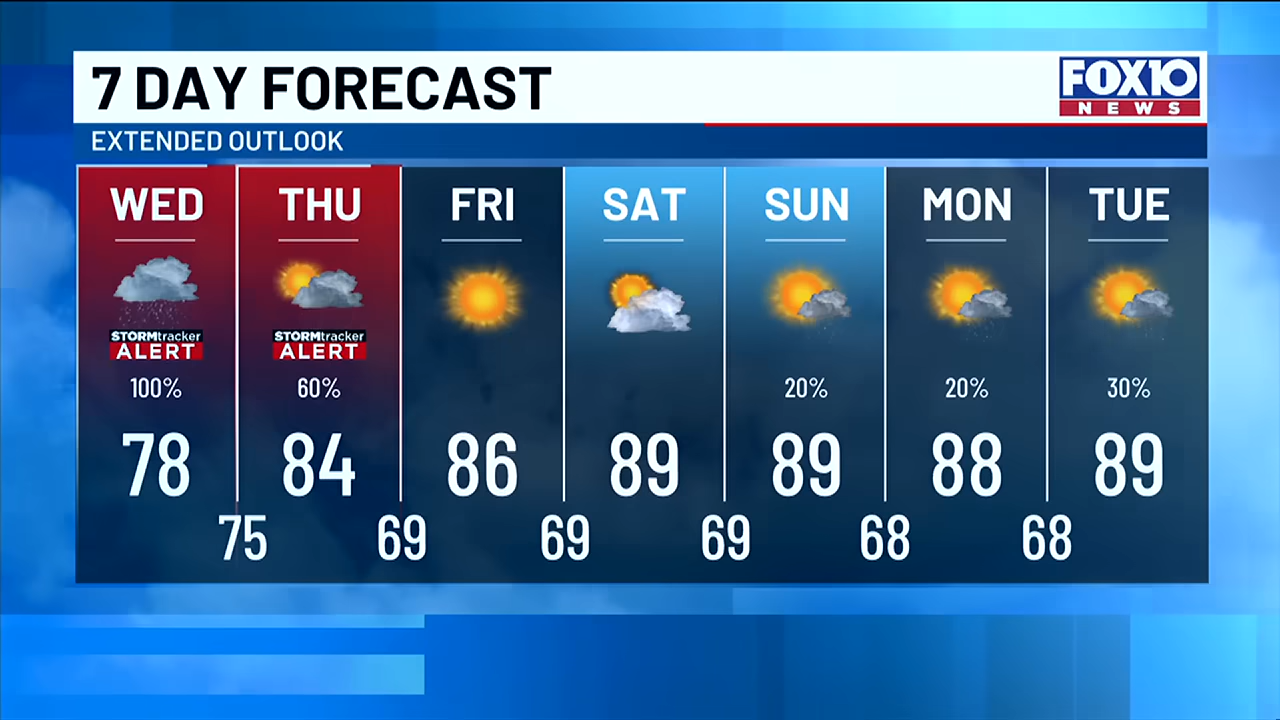 7 DAY FORECAST
FOX10
NEWS
EXTENDED OUTLOOK
WED THU FRI SAT SUN MON TUE
STORMtracker STORMtracker
ALERT ALERT
100% 60% 20% 20% 30%
78 84 86 89 89 88 89
75 69 69 69 68 68